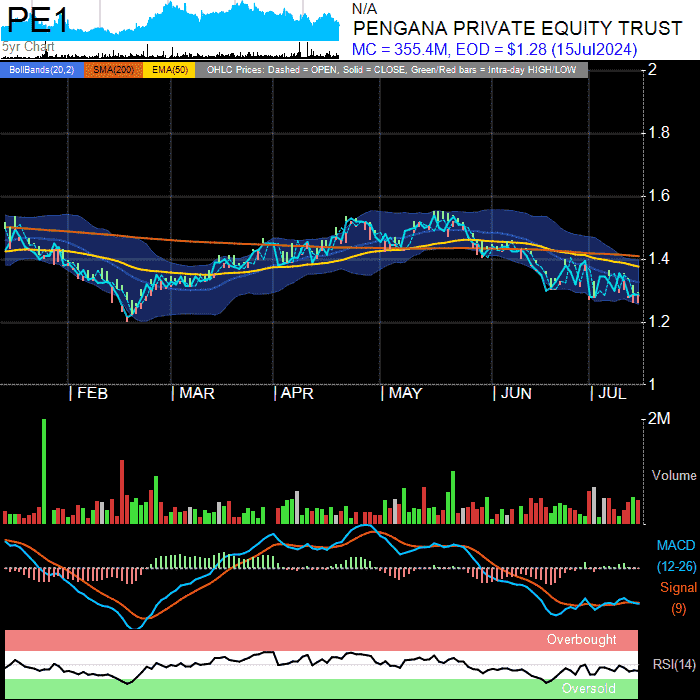 PE1
N/A
PENGANA PRIVATE EQUITY TRUST
5yr Chart
MC = 355.4M, EOD = $1.28 (15Jul2024)
BollBands(20,2) SMA(200) EMA(50) OHLC Prices: Dashed = OPEN, Solid = CLOSE, Green/Red bars = Intra-day HIGH/LOW
2
1.8
1.6
1.4
1.2
1
| FEB | MAR | APR | MAY | JUN | JUL
2M
Volume
MACD
(12-26)
Signal
(9)
Overbought
RSI(14)
Oversold